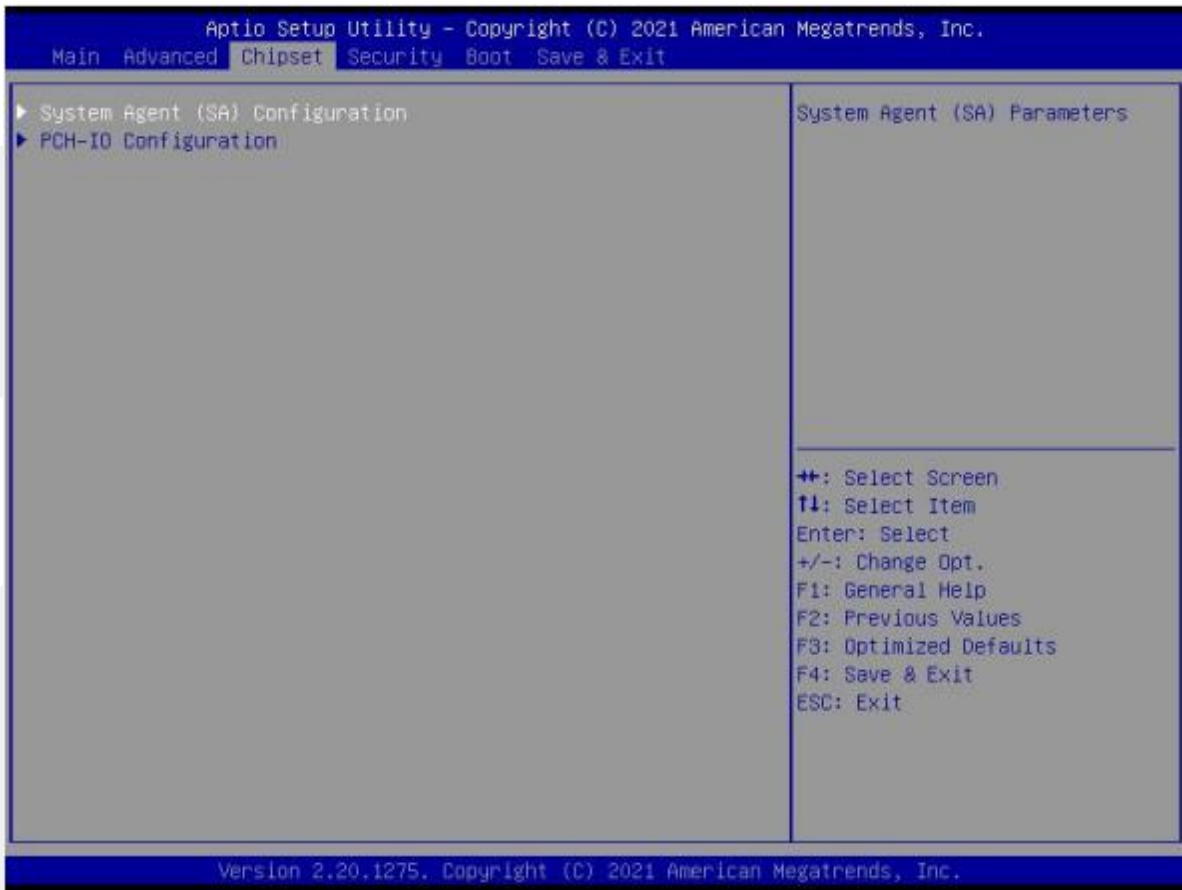 Aptio Setup Utility – Copyright (C) 2021 American Megatrends, Inc.
Main Advanced Chipset Security Boot Save & Exit
▶ System Agent (SA) Configuration
▶ PCH-IO Configuration
System Agent (SA) Parameters
→←: Select Screen
↑↓: Select Item
Enter: Select
+/-: Change Opt.
F1: General Help
F2: Previous Values
F3: Optimized Defaults
F4: Save & Exit
ESC: Exit
Version 2.20.1275. Copyright (C) 2021 American Megatrends, Inc.